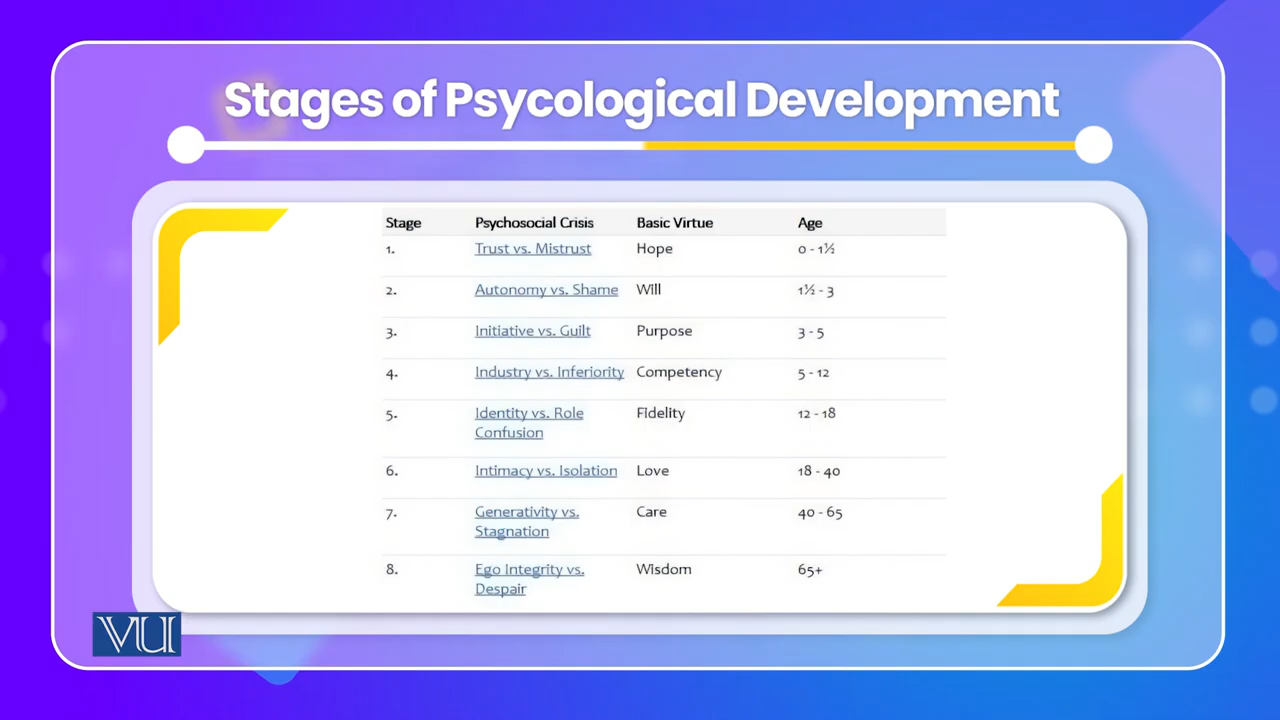 Stages of Psycological Development
Stage Psychosocial Crisis Basic Virtue Age
1. Trust vs. Mistrust Hope 0 - 1½
2. Autonomy vs. Shame Will 1½ - 3
3. Initiative vs. Guilt Purpose 3 - 5
4. Industry vs. Inferiority Competency 5 - 12
5. Identity vs. Role Fidelity 12 - 18
Confusion
6. Intimacy vs. Isolation Love 18 - 40
7. Generativity vs. Care 40 - 65
Stagnation
8. Ego Integrity vs. Wisdom 65+
Despair
VU